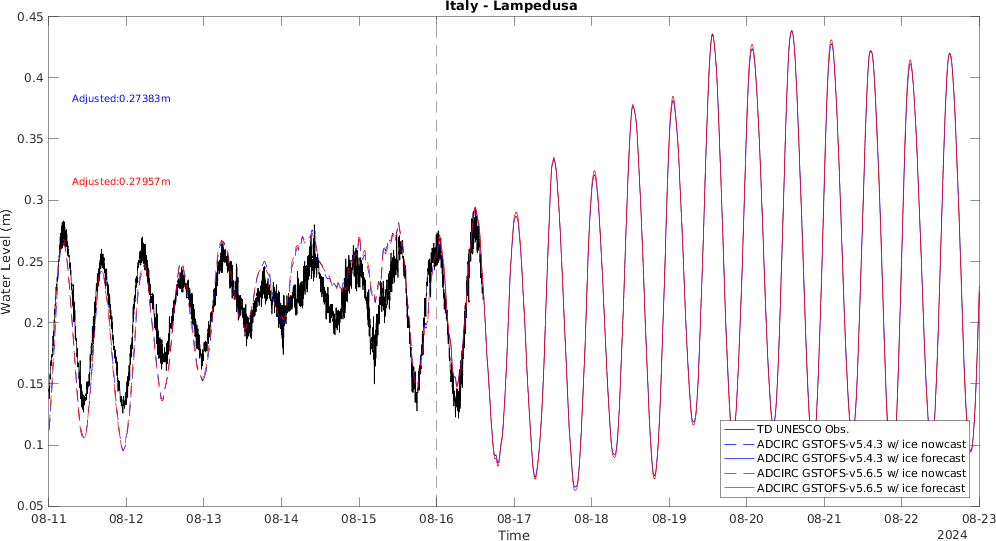 Italy - Lampedusa
0.45
0.4
0.35
0.3
0.25
0.2
0.15
0.1
0.05
Water Level (m)
Adjusted:0.27383m
Adjusted:0.27957m
TD UNESCO Obs.
ADCIRC GSTOFS-v5.4.3 w/ ice nowcast
ADCIRC GSTOFS-v5.4.3 w/ ice forecast
ADCIRC GSTOFS-v5.6.5 w/ ice nowcast
ADCIRC GSTOFS-v5.6.5 w/ ice forecast
08-11 08-12 08-13 08-14 08-15 08-16 08-17 08-18 08-19 08-20 08-21 08-22 08-23
Time
2024